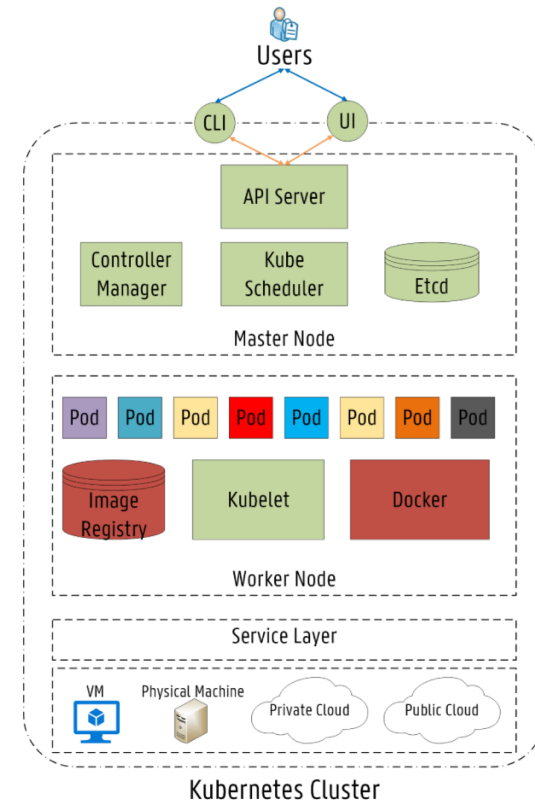 Users
CLI
UI
API Server
Controller
Manager
Kube
Scheduler
Etcd
Master Node
Pod Pod Pod Pod Pod Pod Pod Pod
Image
Registry
Kubelet
Docker
Worker Node
Service Layer
VM
Physical Machine
Private Cloud
Public Cloud
Kubernetes Cluster